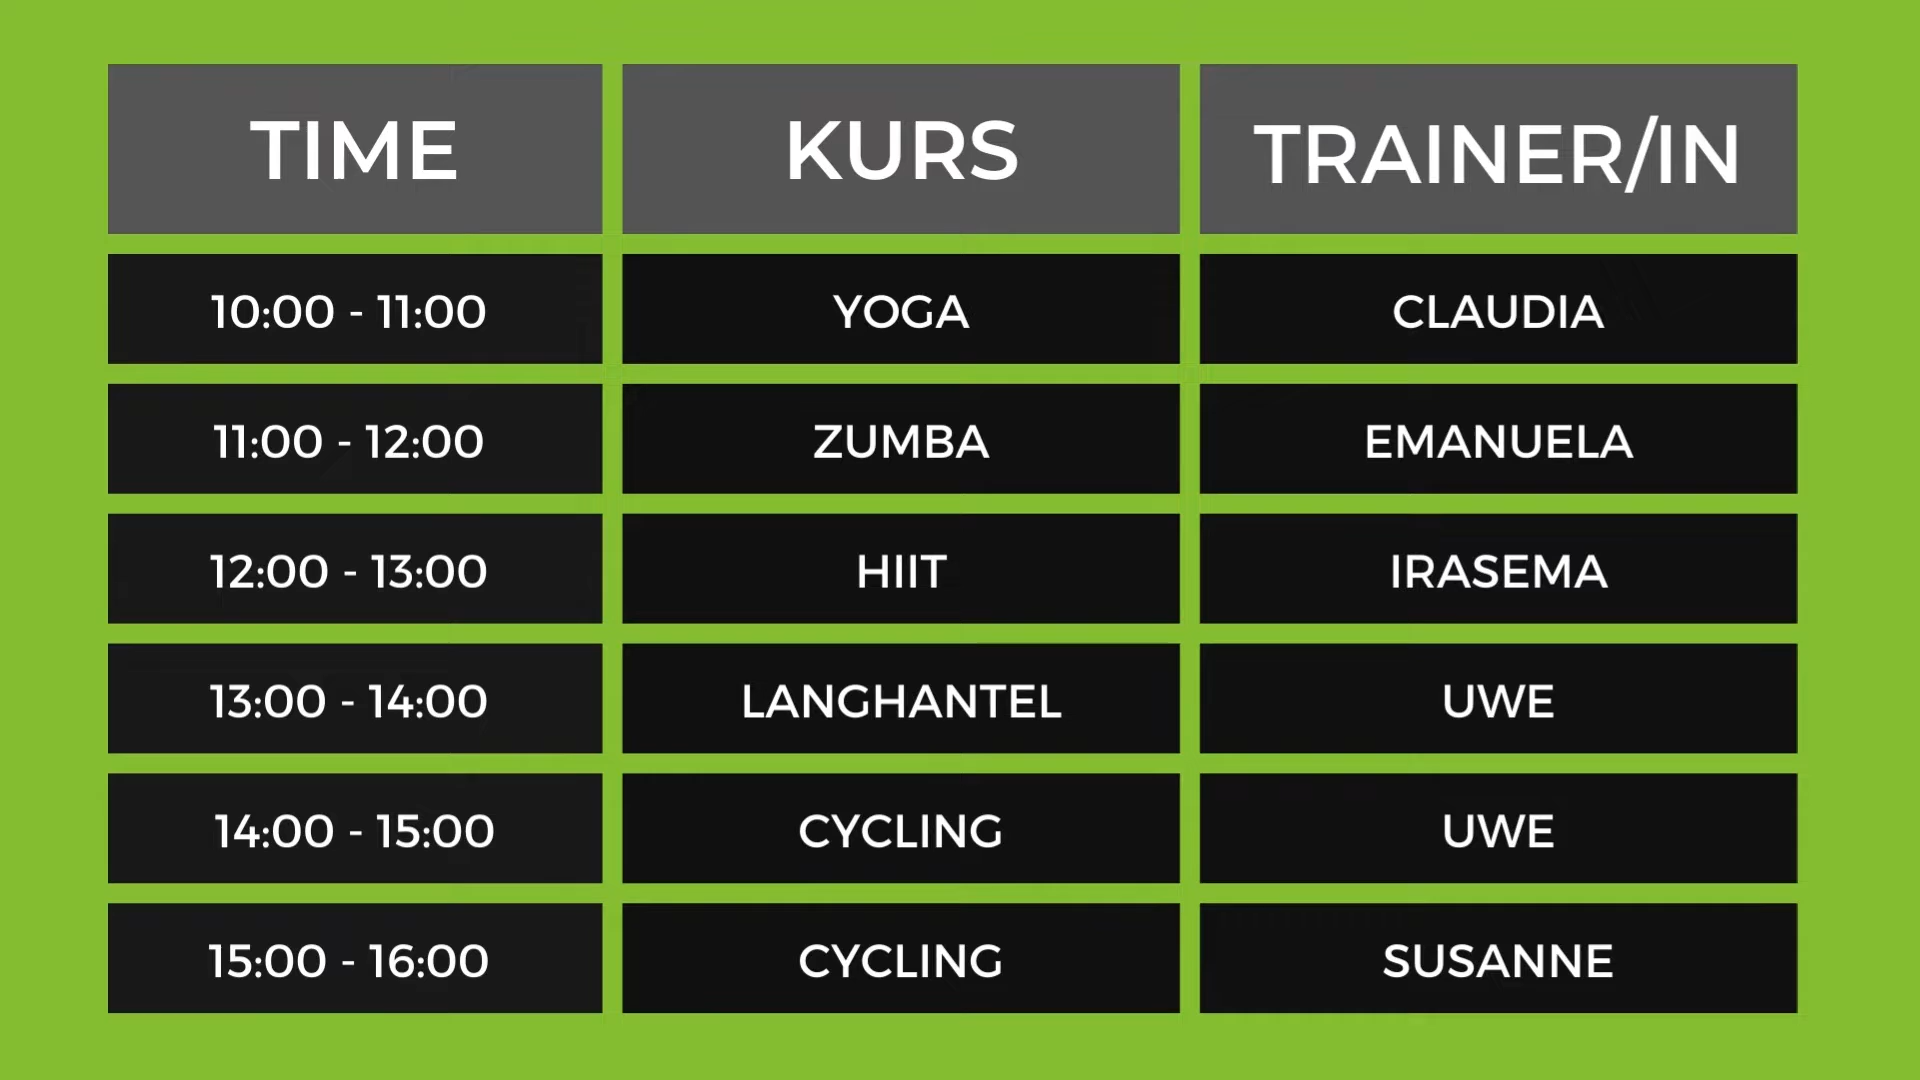 TIME KURS TRAINER/IN
10:00 - 11:00 YOGA CLAUDIA
11:00 - 12:00 ZUMBA EMANUELA
12:00 - 13:00 HIIT IRASEMA
13:00 - 14:00 LANGHANTEL UWE
14:00 - 15:00 CYCLING UWE
15:00 - 16:00 CYCLING SUSANNE